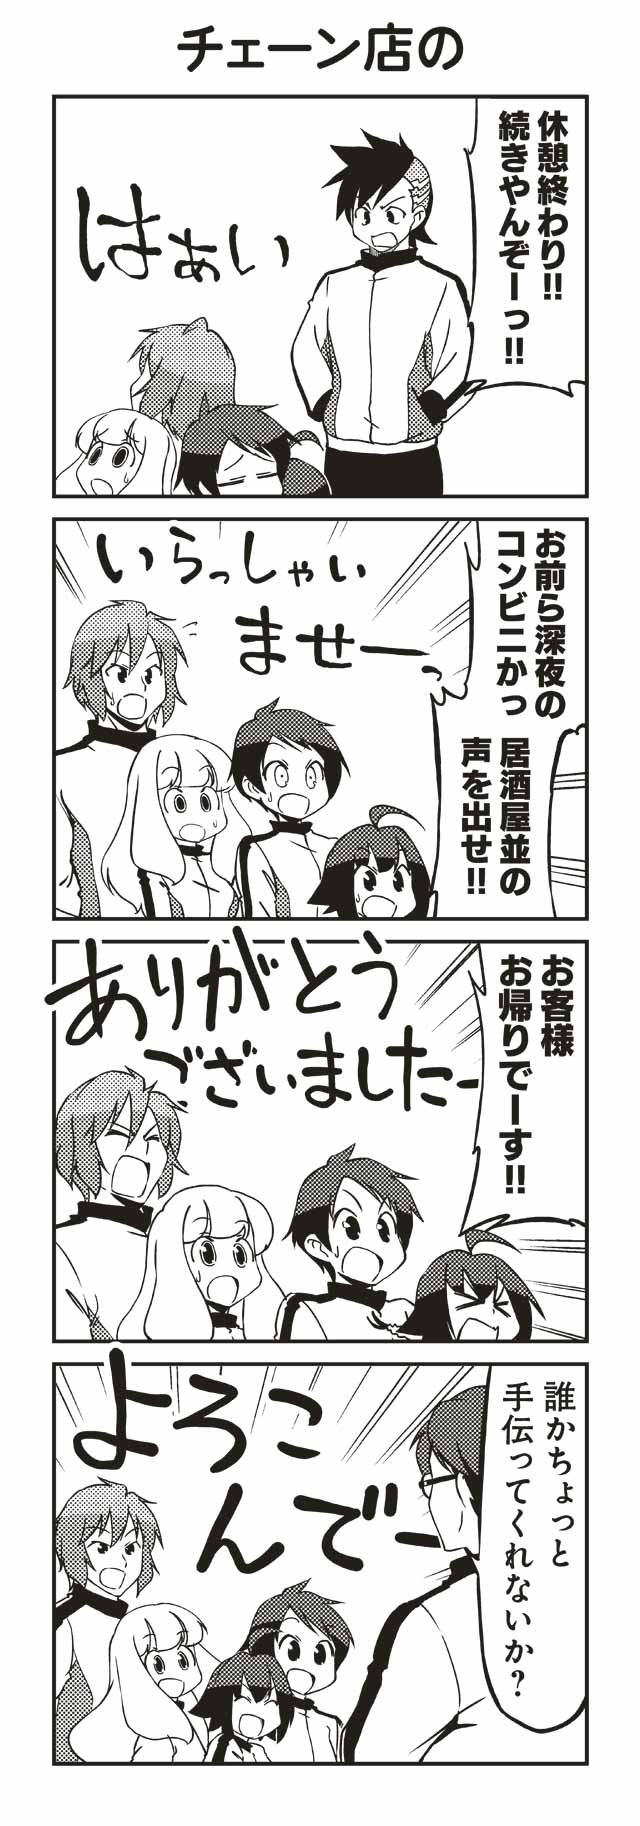 チェーン店の
休憩終わり!!
続きやんぞーっ!!
はぁい
お前ら深夜の
コンビニかっ
居酒屋並の
声を出せ!!
いらっしゃい
ませーっ
お客様
お帰りでーす!!
ありがとう
ございましたー
誰かちょっと
手伝ってくれないか?
よろこ
んでー